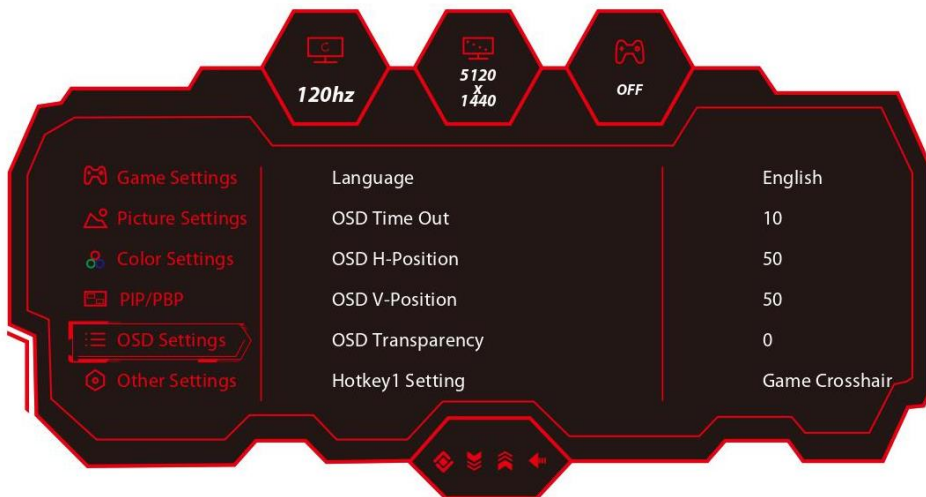 120hz
5120
x
1440
OFF
Game Settings
Picture Settings
Color Settings
PIP/PBP
OSD Settings
Other Settings
Language English
OSD Time Out 10
OSD H-Position 50
OSD V-Position 50
OSD Transparency 0
Hotkey1 Setting Game Crosshair